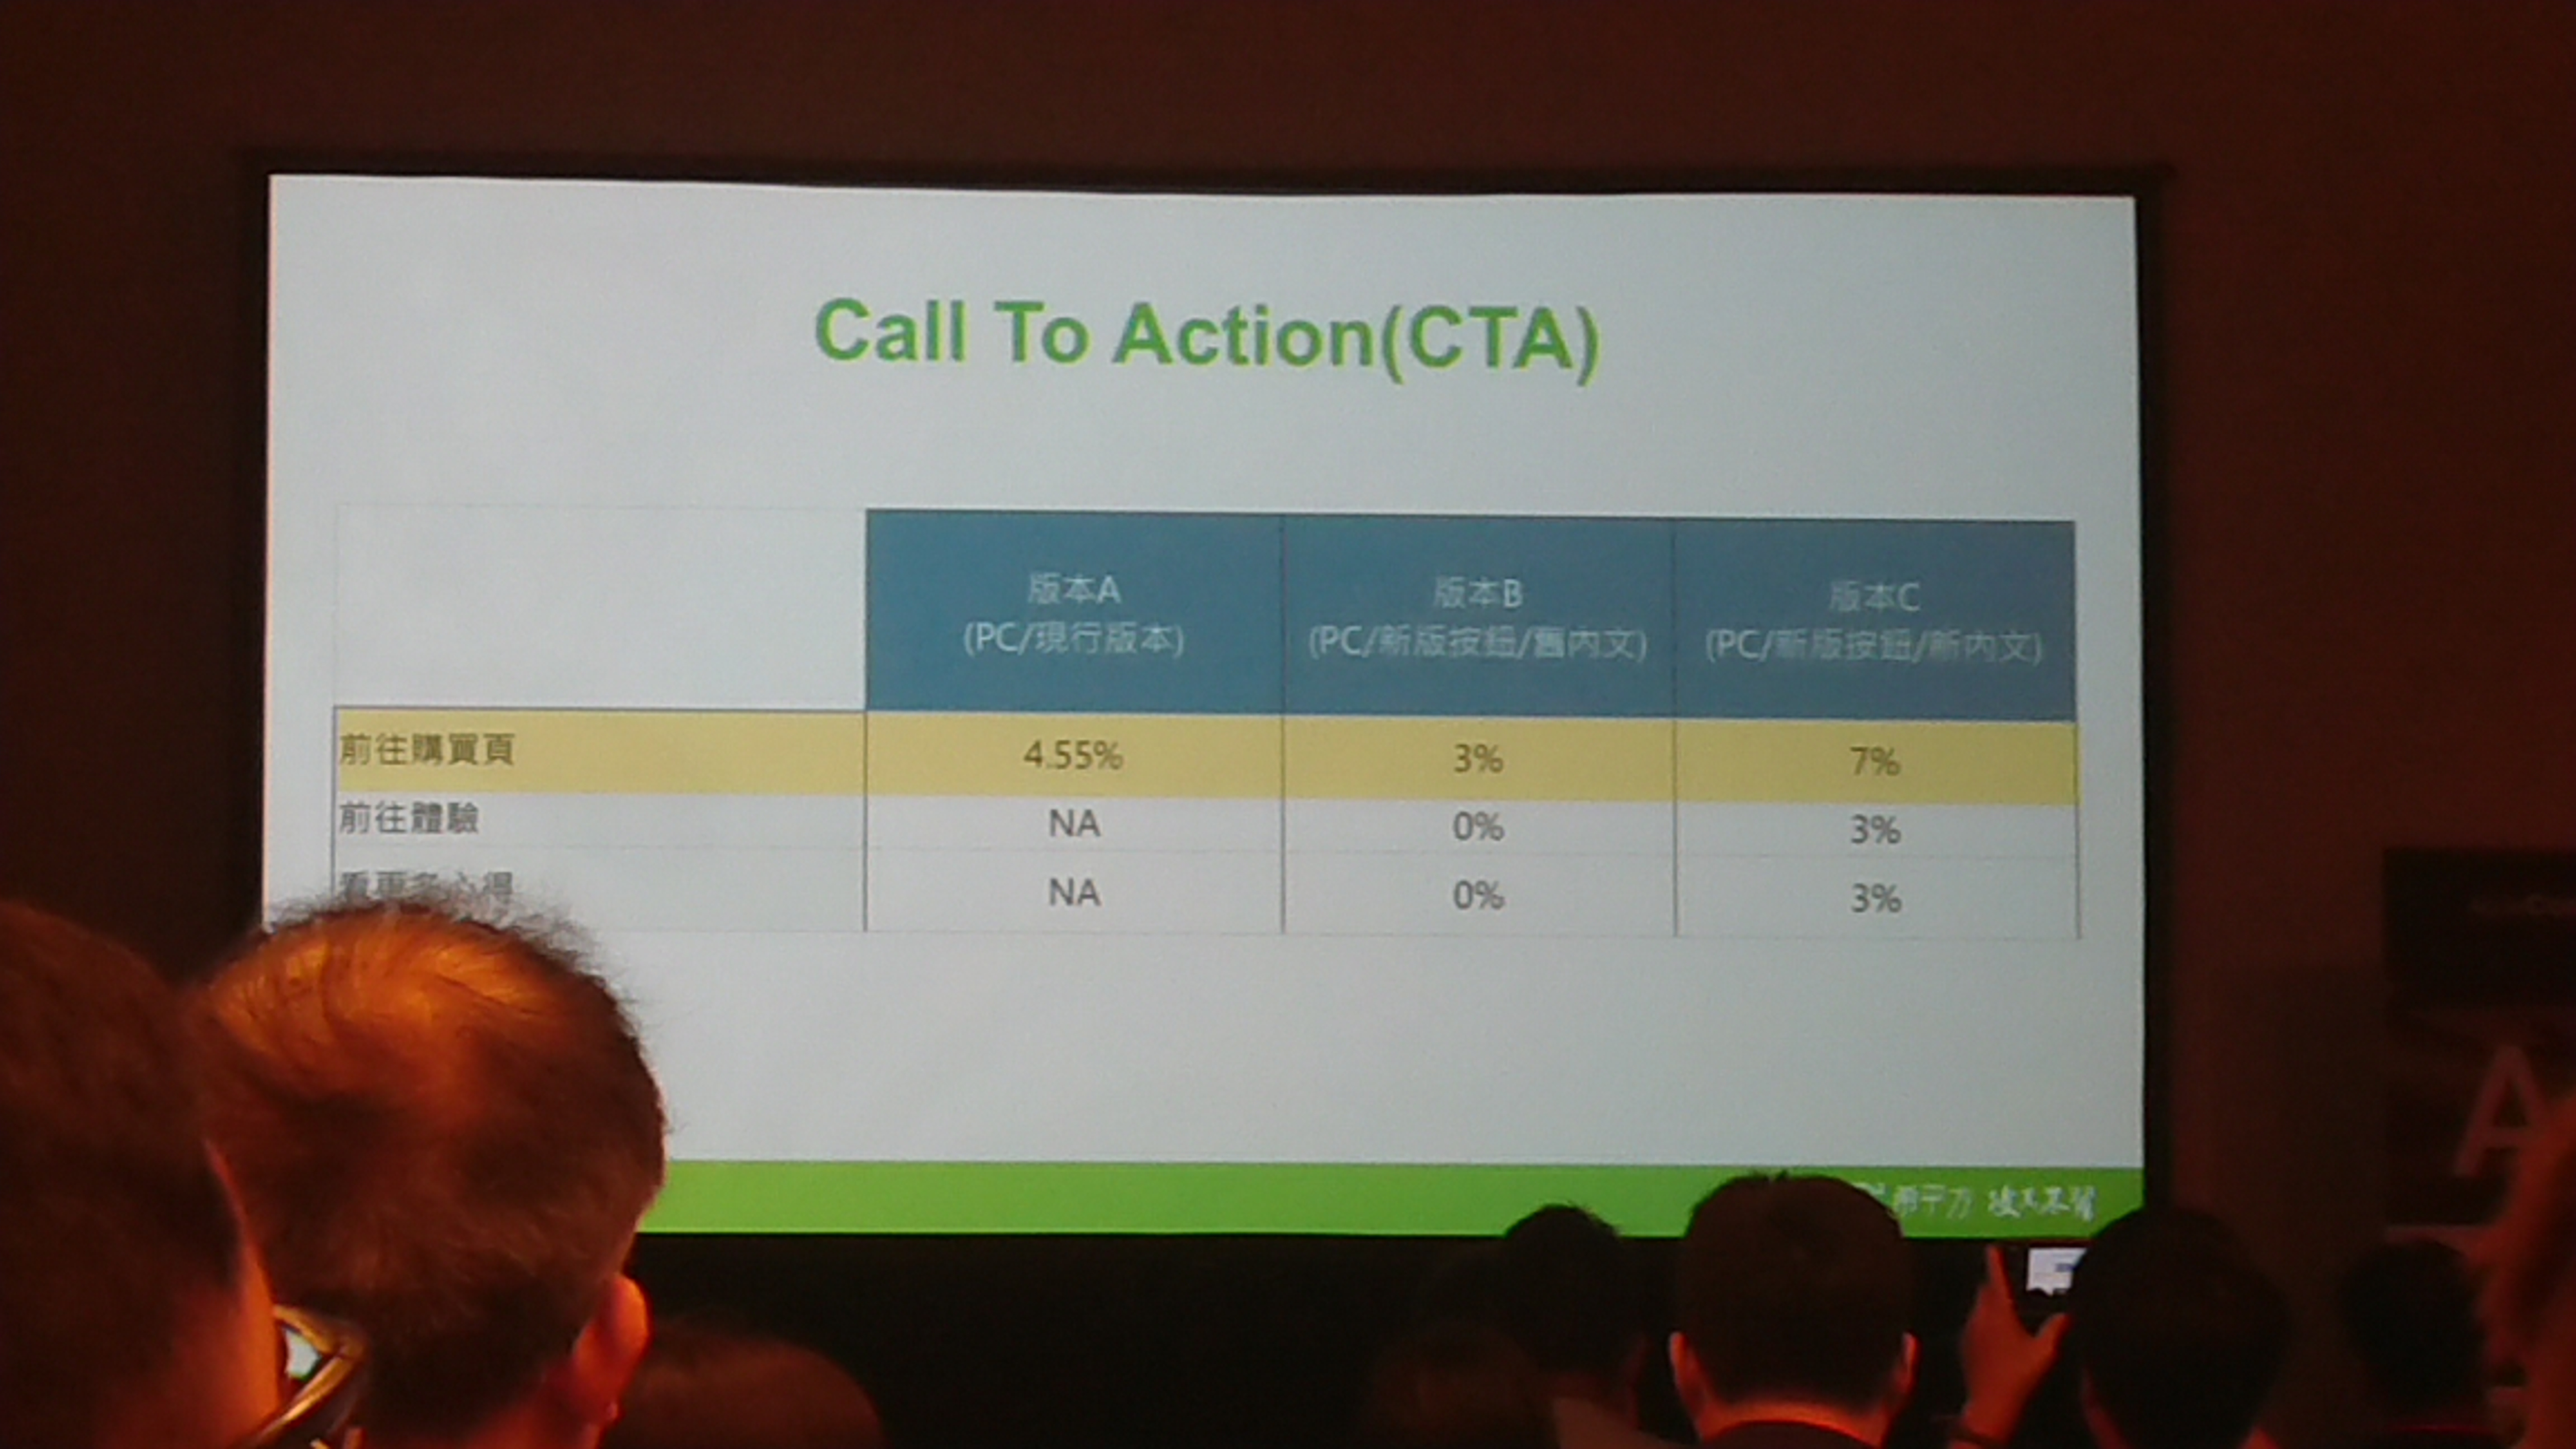 Call To Action(CTA)
版本A
(PC/現行版本)
版本B
(PC/新版按鈕/舊內文)
版本C
(PC/新版按鈕/新內文)
前往購買頁 4.55% 3% 7%
前往體驗 NA 0% 3%
看更多心得 NA 0% 3%
A